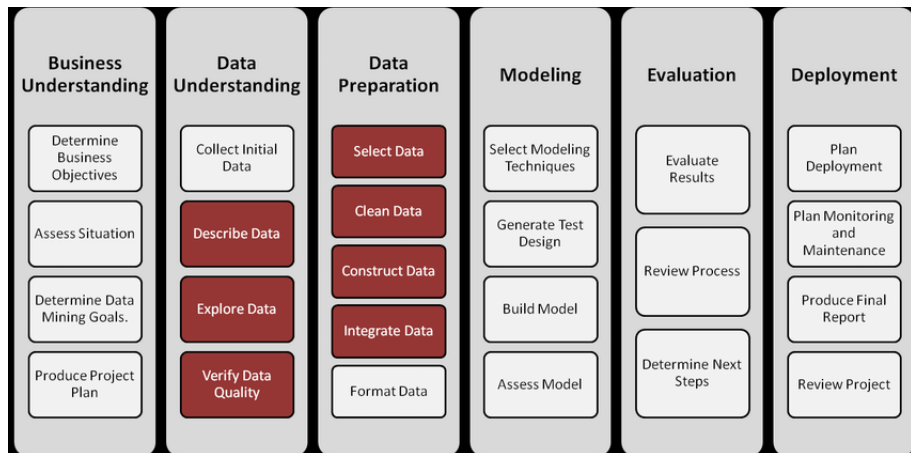 Business
Understanding
Determine
Business
Objectives
Assess Situation
Determine Data
Mining Goals.
Produce Project
Plan
Data
Understanding
Collect Initial
Data
Describe Data
Explore Data
Verify Data
Quality
Data
Preparation
Select Data
Clean Data
Construct Data
Integrate Data
Format Data
Modeling
Select Modeling
Techniques
Generate Test
Design
Build Model
Assess Model
Evaluation
Evaluate
Results
Review Process
Determine Next
Steps
Deployment
Plan
Deployment
Plan Monitoring
and
Maintenance
Produce Final
Report
Review Project